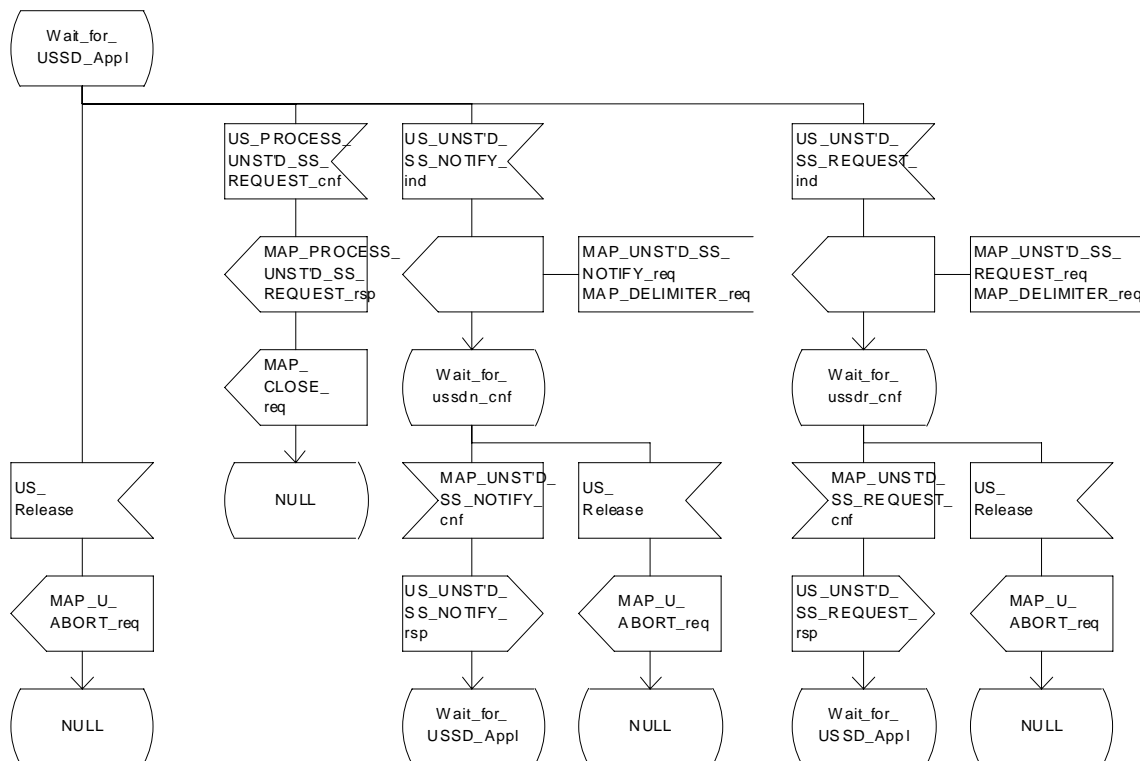 Wait_for_
USSD_Appl
US_PROCESS_
UNST'D_SS_
REQUEST_cnf
US_UNST'D_
SS_NOTIFY_
ind
US_UNST'D_
SS_REQUEST_
ind
MAP_PROCESS_
UNST'D_SS_
REQUEST_rsp
MAP_UNST'D_SS_
NOTIFY_req
MAP_DELIMITER_req
MAP_UNST'D_SS_
REQUEST_req
MAP_DELIMITER_req
MAP_
CLOSE_
req
Wait_for_
ussdn_cnf
Wait_for_
ussdr_cnf
US_
Release
NULL
MAP_UNST'D_
SS_NOTIFY_
cnf
US_
Release
MAP_UNST'D_
SS_REQUEST_
cnf
US_
Release
MAP_U_
ABORT_req
US_UNST'D_
SS_NOTIFY_
rsp
MAP_U_
ABORT_req
US_UNST'D_
SS_REQUEST_
rsp
MAP_U_
ABORT_req
NULL
Wait_for_
USSD_Appl
NULL
Wait_for_
USSD_Appl
NULL